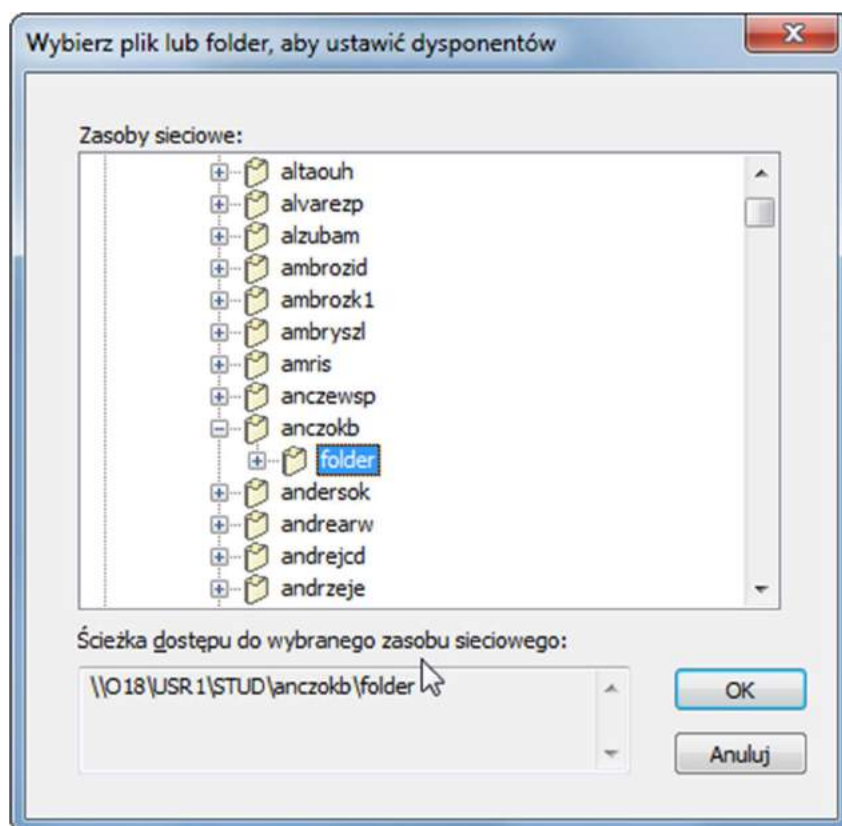 Wybierz plik lub folder, aby ustawić dysponentów
Zasoby sieciowe:
altaouh
alvarezp
alzubam
ambrozid
ambrozk1
ambryszl
amris
anczewsp
anczokb
folder
andersok
andrearw
andrejcd
andrzeje
Ścieżka dostępu do wybranego zasobu sieciowego:
\\O18\USR1\STUD\anczokb\folder
OK
Anuluj